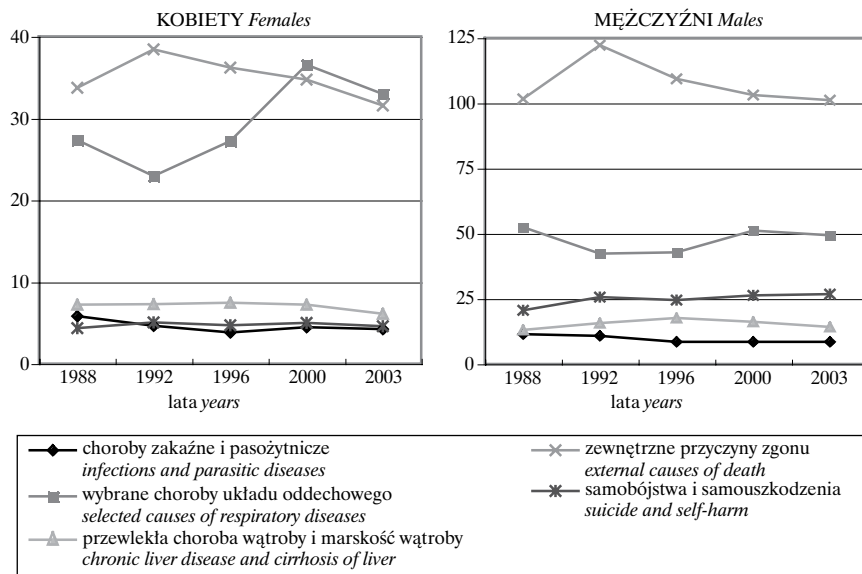 KOBIETY Females
40
30
20
10
0
1988 1992 1996 2000 2003
lata years
MĘŻCZYŹNI Males
125
100
75
50
25
0
1988 1992 1996 2000 2003
lata years
choroby zakaźne i pasożytnicze
infections and parasitic diseases
wybrane choroby układu oddechowego
selected causes of respiratory diseases
przewlekła choroba wątroby i marskość wątroby
chronic liver disease and cirrhosis of liver
zewnętrzne przyczyny zgonu
external causes of death
samobójstwa i samouszkodzenia
suicide and self-harm